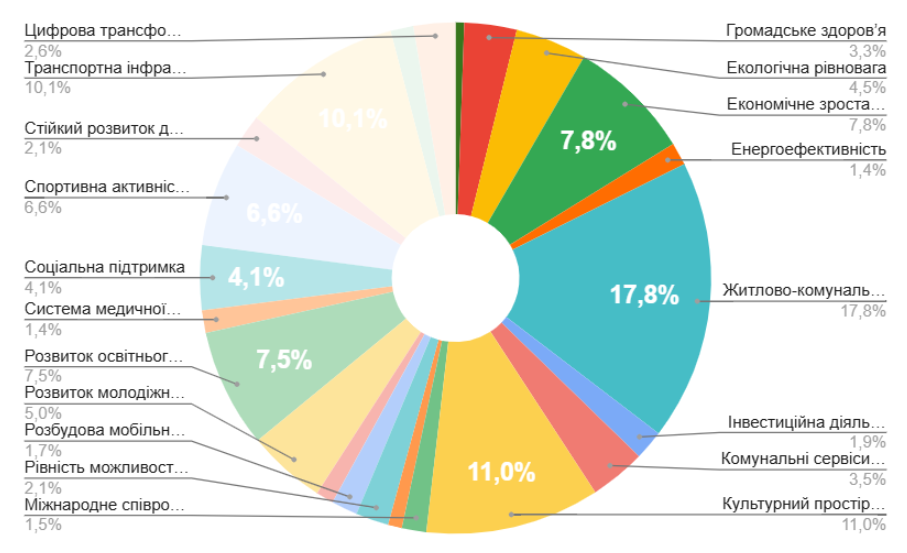 Цифрова трансфо…
2,6%
Транспортна інфра…
10,1%
Стійкий розвиток д…
2,1%
Спортивна активніс…
6,6%
Соціальна підтримка
4,1%
Система медичної…
1,4%
Розвиток освітньог…
7,5%
Розвиток молодіжн…
5,0%
Розбудова мобільн…
1,7%
Рівність можливост…
2,1%
Міжнародне співро…
1,5%
10,1%
6,6%
4,1%
7,5%
11,0%
17,8%
7,8%
Громадське здоров’я
3,3%
Екологічна рівновага
4,5%
Економічне зроста…
7,8%
Енергоефективність
1,4%
Житлово-комуналь…
17,8%
Інвестиційна діяль…
1,9%
Комунальні сервіси…
3,5%
Культурний простір…
11,0%